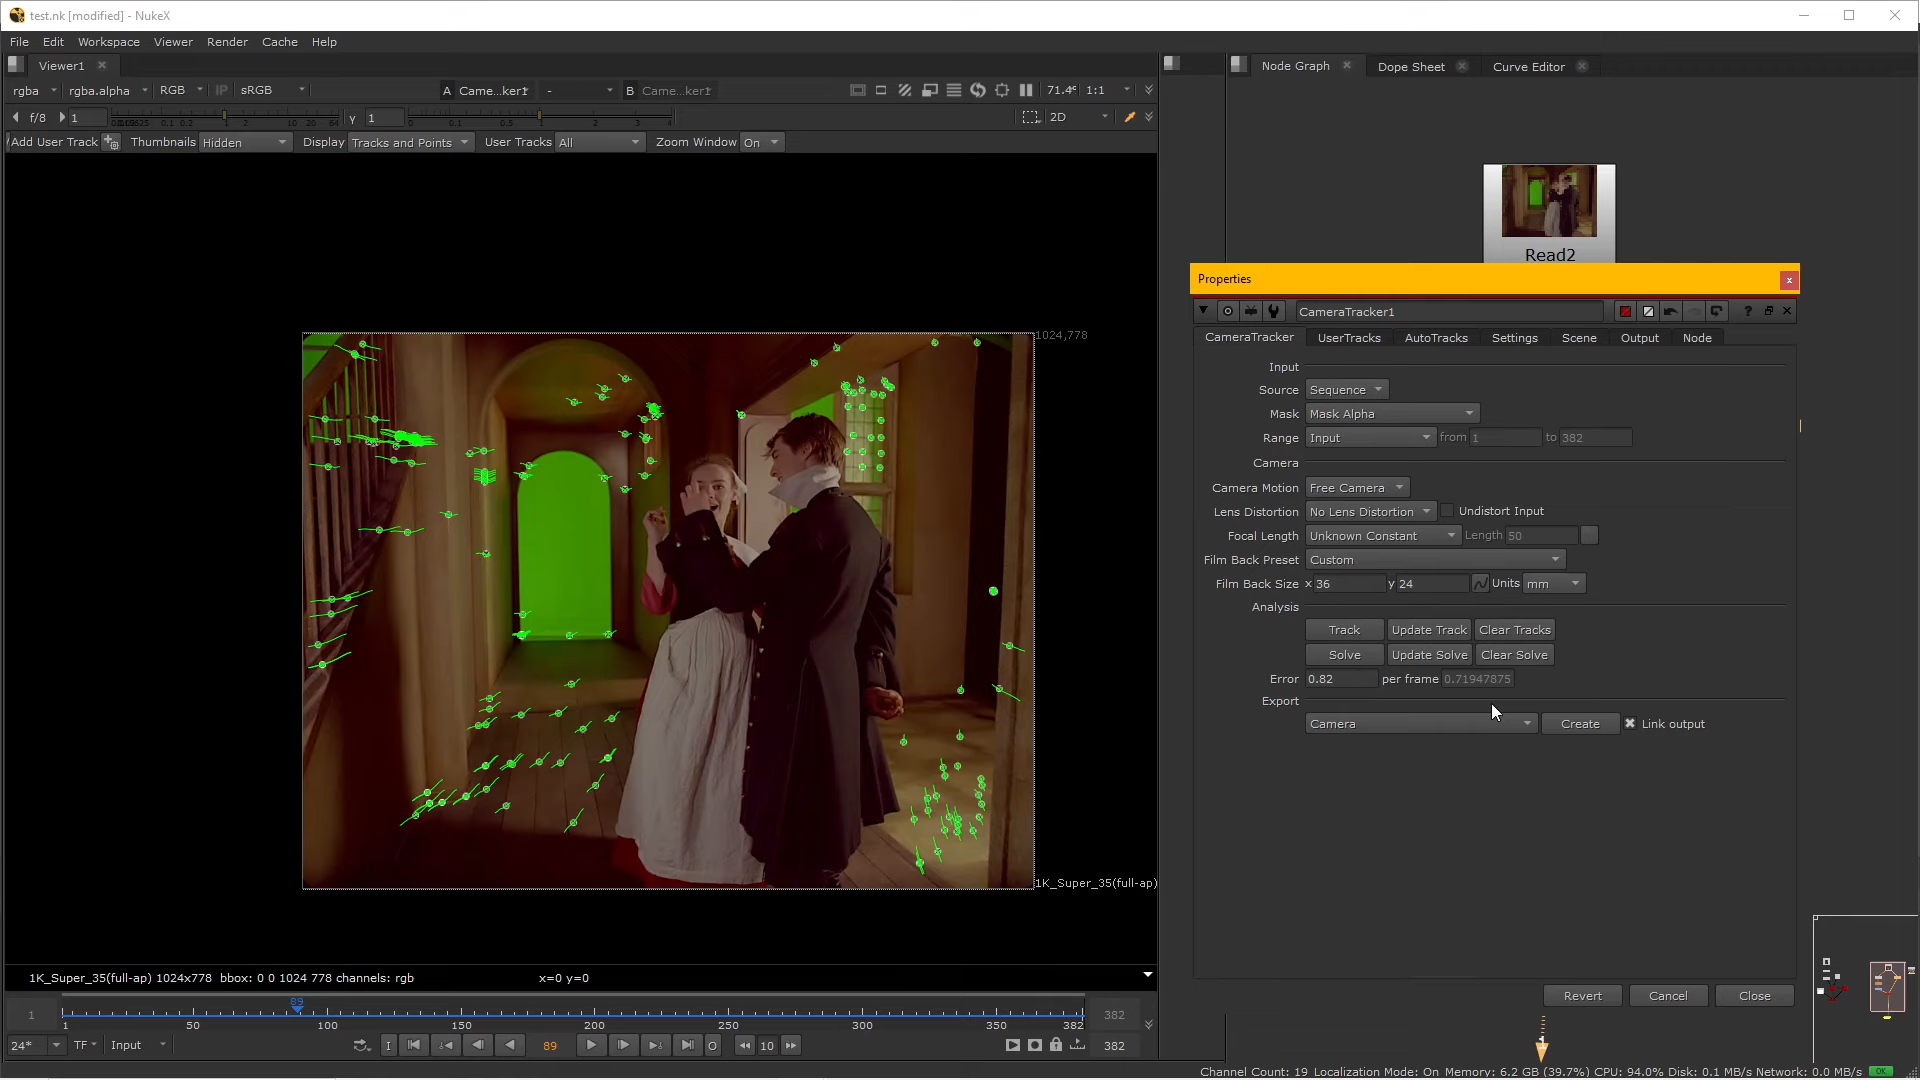 test.nk [modified] - NukeX
File Edit Workspace Viewer Render Cache Help
Viewer1
Node Graph Dope Sheet Curve Editor
rgba rgba.alpha RGB IP sRGB A Came...ker1 - B Came...ker1 71.4 1:1
f/8 1 Y 1 2D
Add User Track Thumbnails Hidden Display Tracks and Points User Tracks All Zoom Window On
1024,778
1K_Super_35(full-ap)
Read2
Properties
CameraTracker1
CameraTracker UserTracks AutoTracks Settings Scene Output Node
Input
Source Sequence
Mask Mask Alpha
Range Input from 1 to 382
Camera
Camera Motion Free Camera
Lens Distortion No Lens Distortion Undistort Input
Focal Length Unknown Constant Length 50
Film Back Preset Custom
Film Back Size x 36 y 24 Units mm
Analysis
Track Update Track Clear Tracks
Solve Update Solve Clear Solve
Error 0.82 per frame 0.71947875
Export
Camera Create Link output
Revert Cancel Close
1K_Super_35(full-ap) 1024x778 bbox: 0 0 1024 778 channels: rgb x=0 y=0
89
1 1 50 100 150 200 250 300 350 382 382
24* TF Input I 89 O 10 382
Channel Count: 19 Localization Mode: On Memory: 6.2 GB (39.7%) CPU: 94.0% Disk: 0.1 MB/s Network: 0.0 MB/s OK